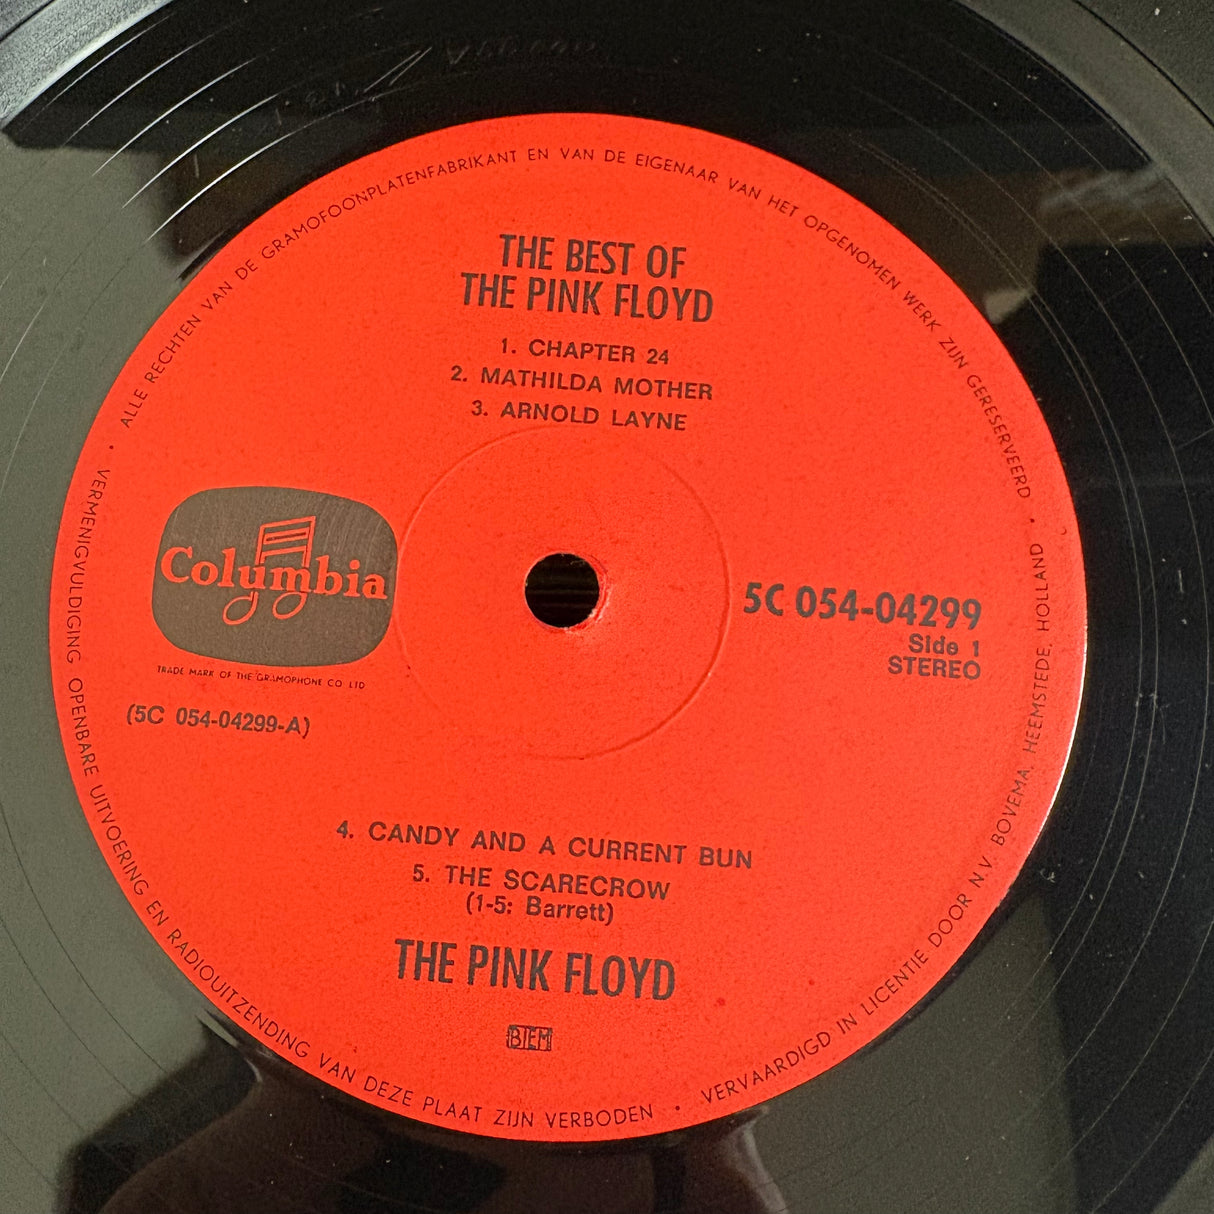 ALLE RECHTEN VAN DE GRAMOFOONPLATENFABRIKANT EN VAN DE EIGENAAR VAN HET OPGENOMEN WERK ZIJN GERESERVEERD •
THE BEST OF
THE PINK FLOYD
1. CHAPTER 24
2. MATHILDA MOTHER
3. ARNOLD LAYNE
Columbia
TRADE MARK OF THE GRAMOPHONE CO LTD
(5C 054-04299-A)
5C 054-04299
Side 1
STEREO
4. CANDY AND A CURRENT BUN
5. THE SCARECROW
(1-5: Barrett)
THE PINK FLOYD
BIEM
• VERMENIGVULDIGING OPENBARE UITVOERING EN RADIOUITZENDING VAN DEZE PLAAT ZIJN VERBODEN •
VERVAARDIGD IN LICENTIE DOOR N.V. BOVEMA, HEEMSTEDE, HOLLAND